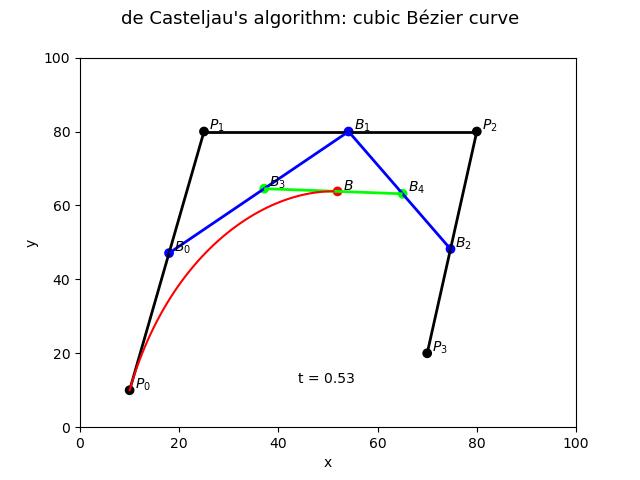 de Casteljau's algorithm: cubic Bézier curve
100
80
60
40
20
0
y
P₁
B₁
P₂
B₃
B
B₄
B₀
B₂
P₃
P₀
t = 0.53
0 20 40 60 80 100
x